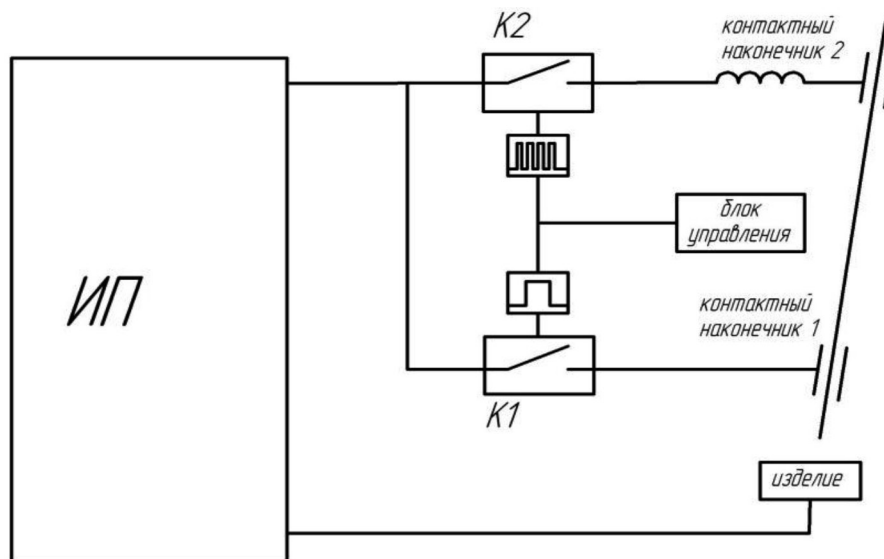 К2
контактный
наконечник 2
блок
управления
ИП
контактный
наконечник 1
К1
изделие